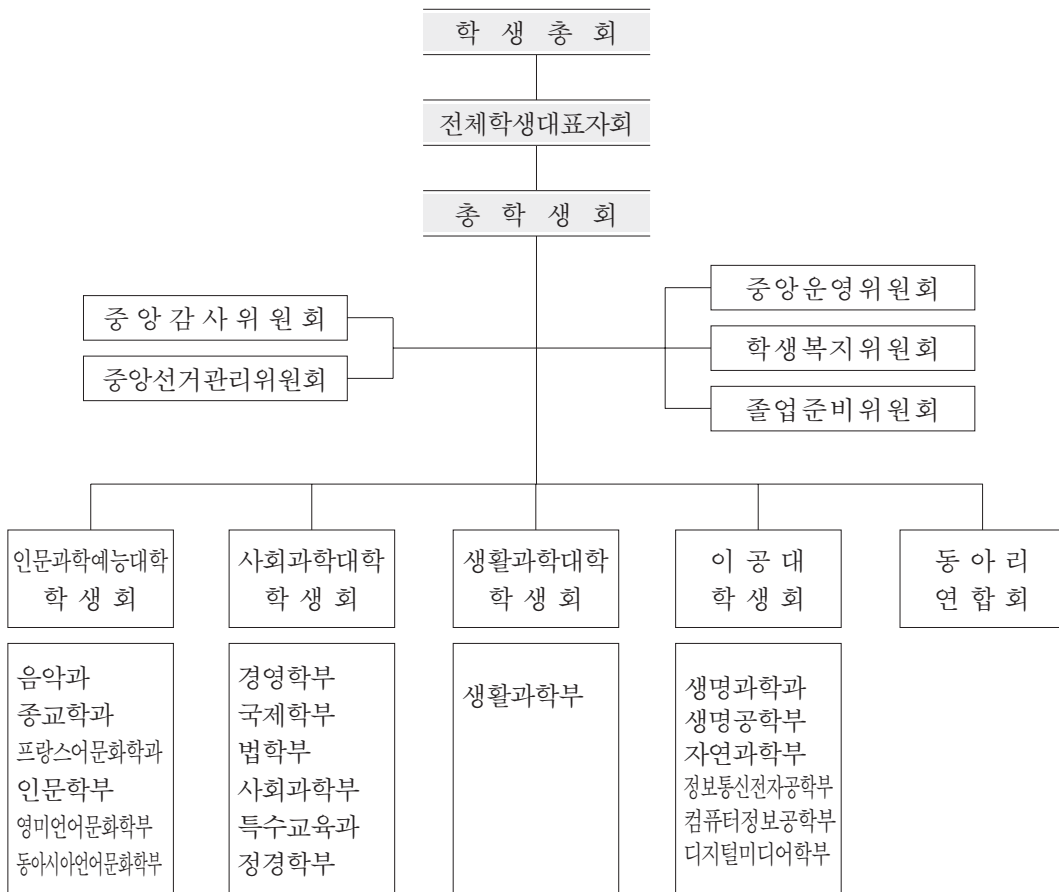 학생총회
전체학생대표자회
총학생회
중앙감사위원회
중앙선거관리위원회
중앙운영위원회
학생복지위원회
졸업준비위원회
인문과학예능대학
학생회
사회과학대학
학생회
생활과학대학
학생회
이공대
학생회
동아리
연합회
음악과
종교학과
프랑스어문화학과
인문학부
영미언어문화학부
동아시아언어문화학부
경영학부
국제학부
법학부
사회과학부
특수교육과
정경학부
생활과학부
생명과학과
생명공학부
자연과학부
정보통신전자공학부
컴퓨터정보공학부
디지털미디어학부